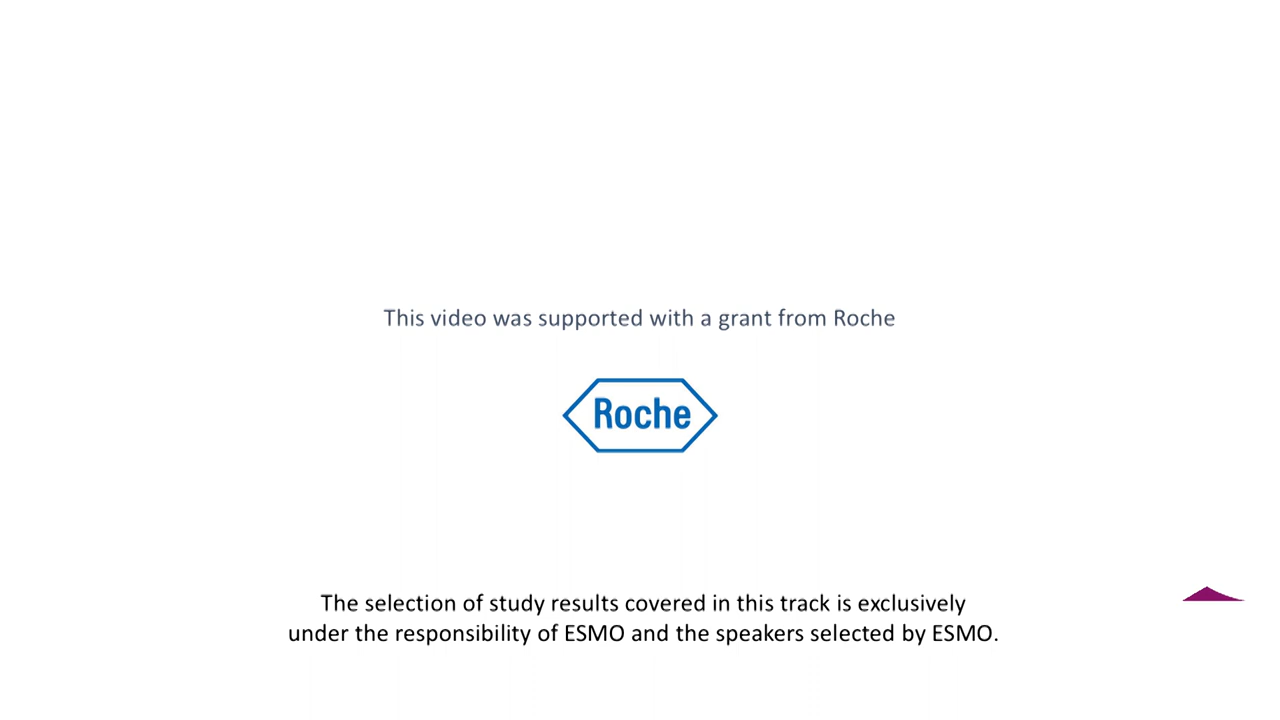 This video was supported with a grant from Roche
Roche
The selection of study results covered in this track is exclusively
under the responsibility of ESMO and the speakers selected by ESMO.